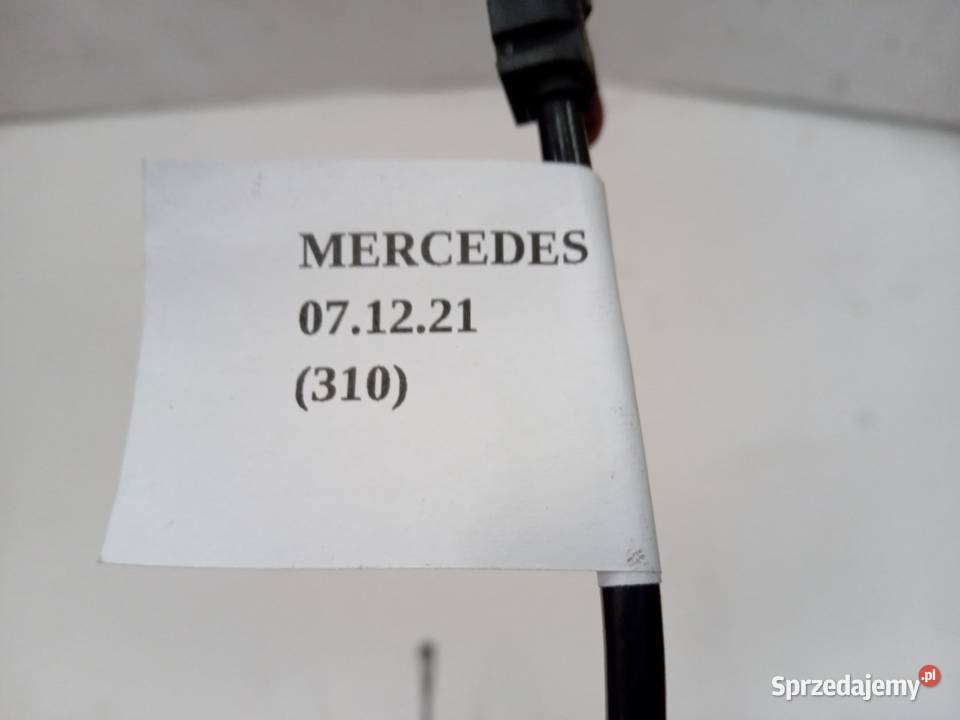 MERCEDES
07.12.21
(310)
Sprzedajemy.pl